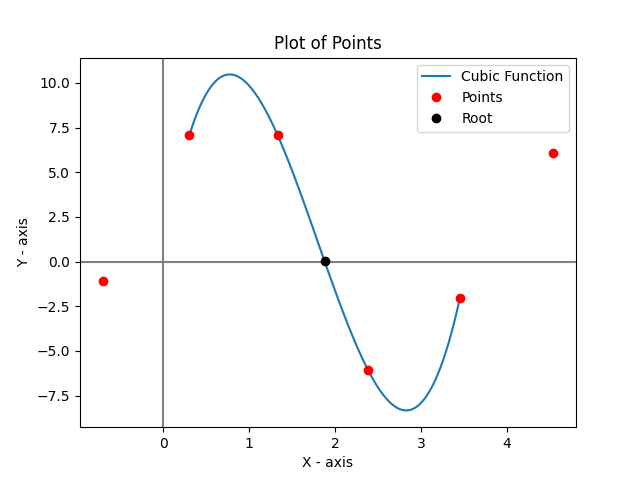 Plot of Points
Cubic Function
Points
Root
10.0
7.5
5.0
2.5
0.0
−2.5
−5.0
−7.5
Y - axis
0 1 2 3 4
X - axis